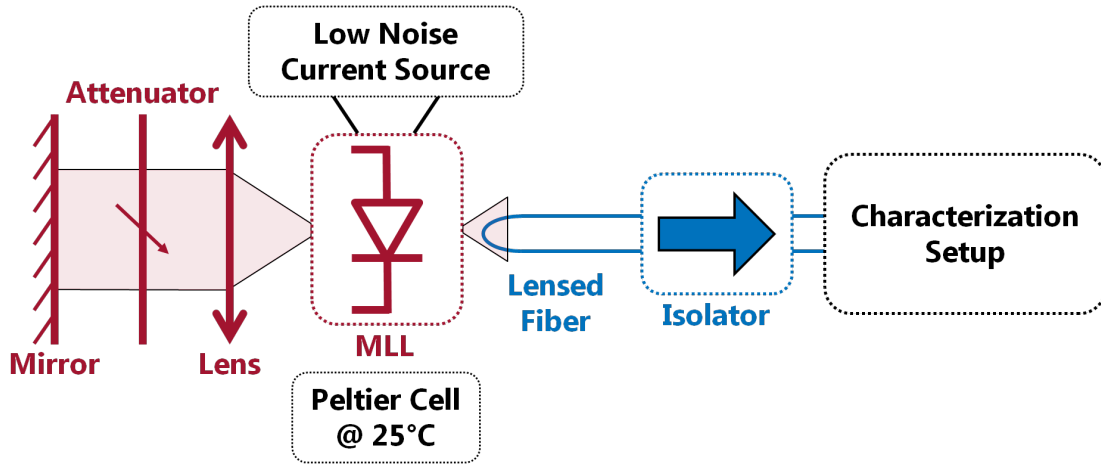 Low Noise
Current Source
Attenuator
Mirror
Lens
MLL
Peltier Cell
@ 25°C
Lensed
Fiber
Isolator
Characterization
Setup